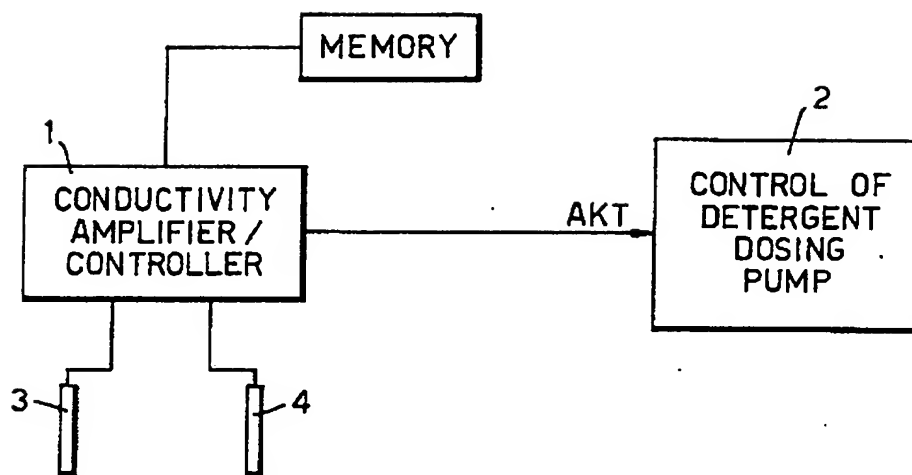 MEMORY
1
CONDUCTIVITY
AMPLIFIER/
CONTROLLER
AKT
2
CONTROL OF
DETERGENT
DOSING
PUMP
3
4